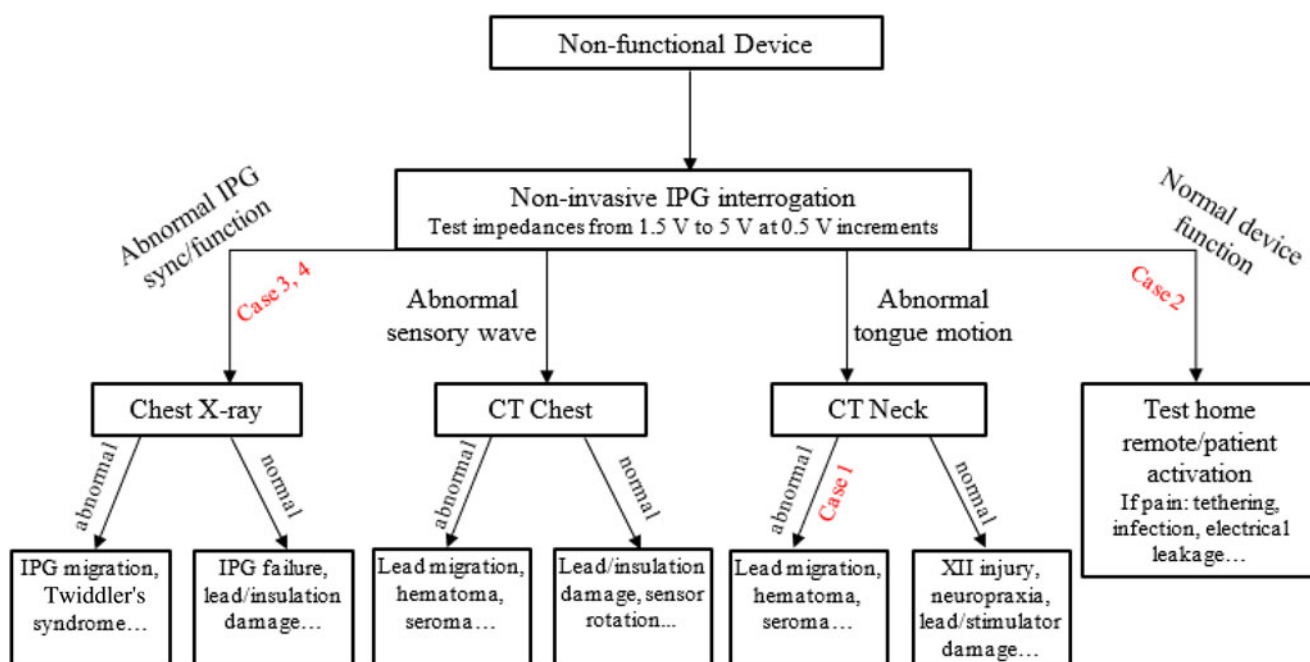 Non-functional Device
Non-invasive IPG interrogation
Test impedances from 1.5 V to 5 V at 0.5 V increments
Abnormal IPG
sync/function
Case 3, 4
Abnormal
sensory wave
Abnormal
tongue motion
Normal device
function
Case 2
Chest X-ray
CT Chest
CT Neck
Test home
remote/patient
activation
If pain: tethering,
infection, electrical
leakage…
abnormal
normal
abnormal
normal
abnormal
Case 1
normal
IPG migration,
Twiddler's
syndrome…
IPG failure,
lead/insulation
damage…
Lead migration,
hematoma,
seroma…
Lead/insulation
damage, sensor
rotation...
Lead migration,
hematoma,
seroma…
XII injury,
neuropraxia,
lead/stimulator
damage…